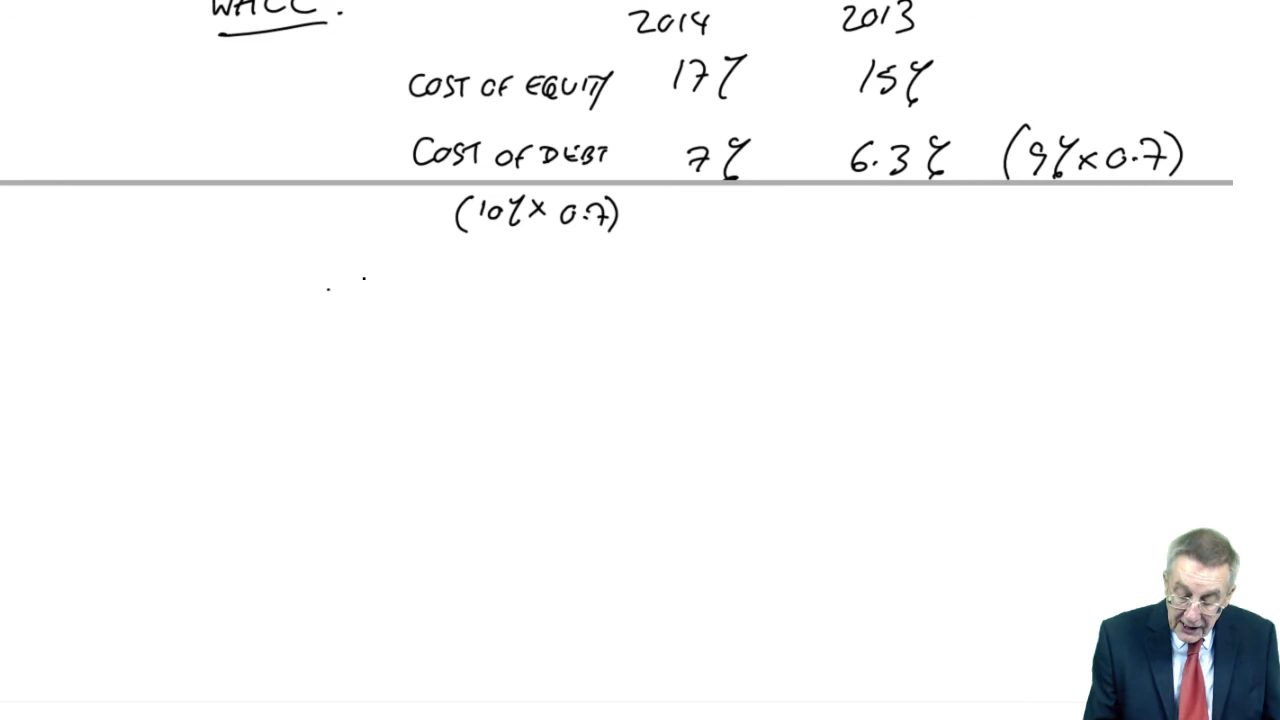 WACC.
2014 2013
COST OF EQUITY 17% 15%
COST OF DEBT 7% 6.3% (9% x 0.7)
(10% x 0.7)